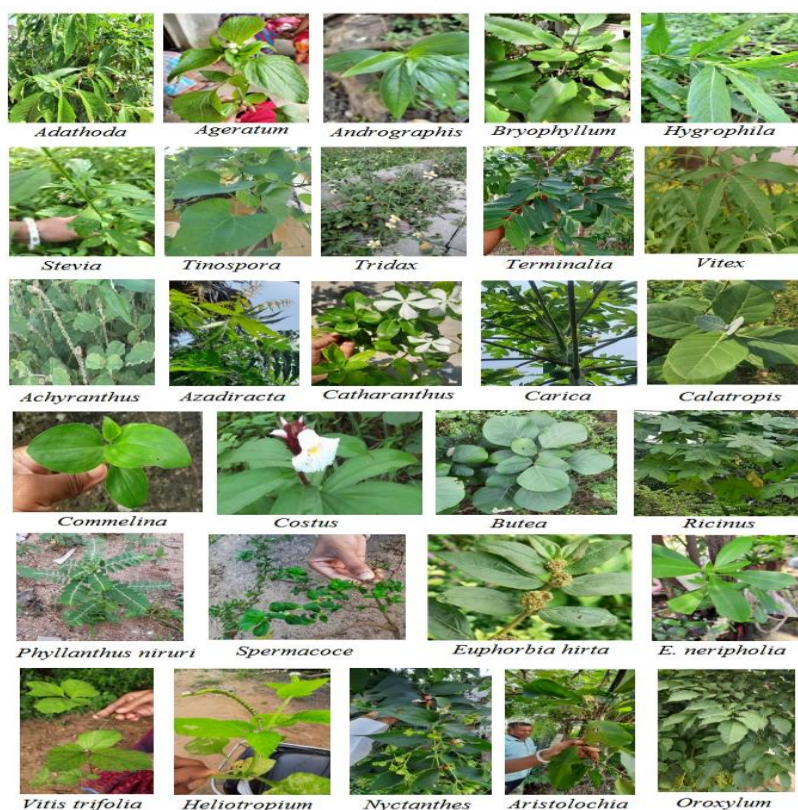 Adathoda
Ageratum
Andrographis
Bryophyllum
Hygrophila
Stevia
Tinospora
Tridax
Terminalia
Vitex
Achyranthus
Azadiracta
Catharanthus
Carica
Calatropis
Commelina
Costus
Butea
Ricinus
Phyllanthus niruri
Spermacoce
Euphorbia hirta
E. neripholia
Vitis trifolia
Heliotropium
Nyctanthes
Aristolochia
Oroxylum